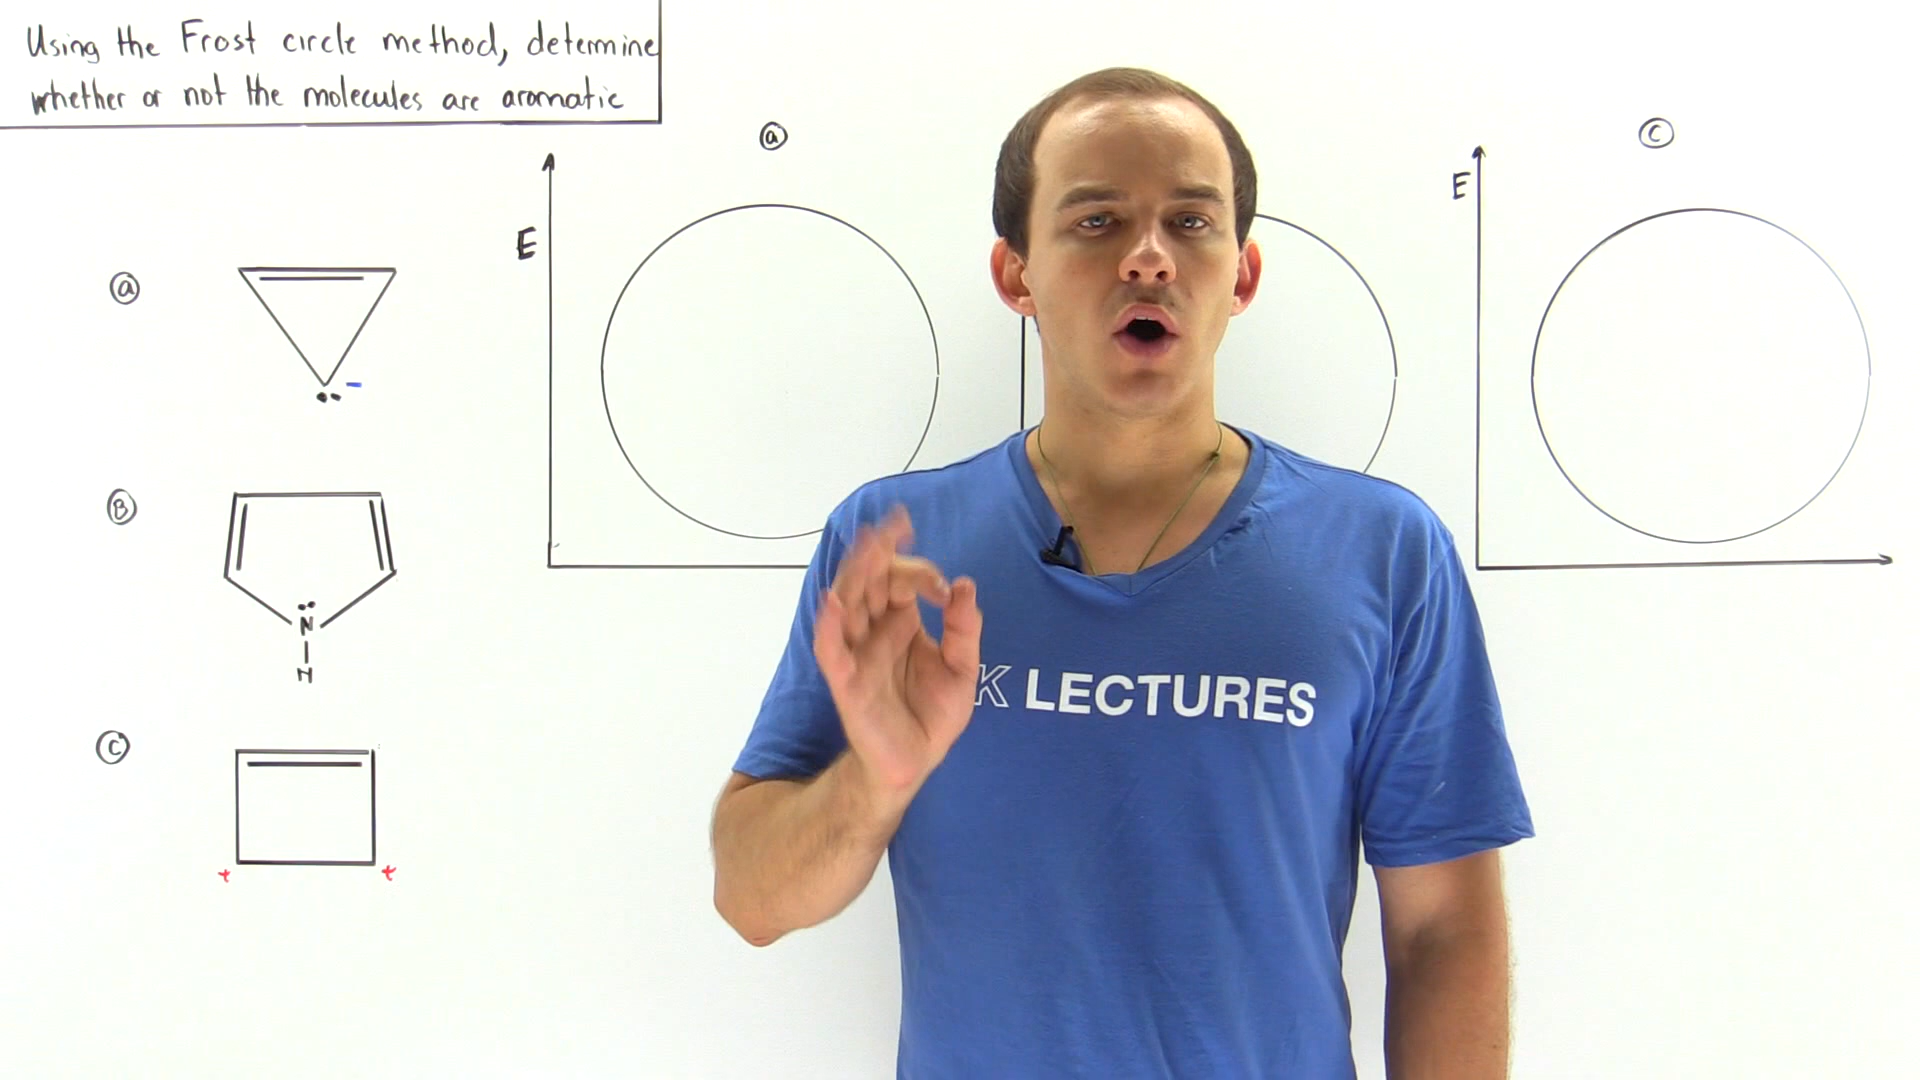 Using the Frost circle method, determine
whether or not the molecules are aromatic
a
E
a
C
E
B
N
H
C
+ +
K LECTURES